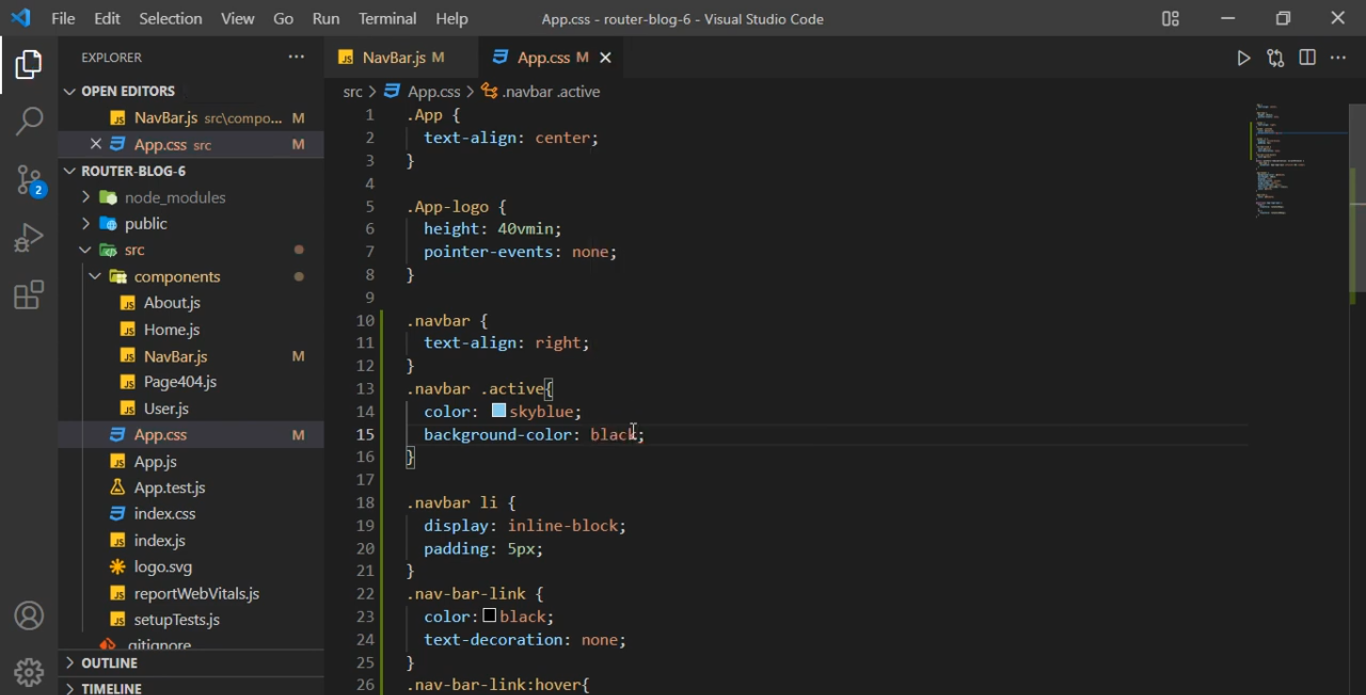 File Edit Selection View Go Run Terminal Help App.css - router-blog-6 - Visual Studio Code
EXPLORER ...
OPEN EDITORS
NavBar.js src\compo... M
App.css src M
ROUTER-BLOG-6
node_modules
public
src
components
About.js
Home.js
NavBar.js M
Page404.js
User.js
App.css M
App.js
App.test.js
index.css
index.js
logo.svg
reportWebVitals.js
setupTests.js
.gitignore
OUTLINE
TIMELINE
2
NavBar.js M App.css M
src > App.css > .navbar .active
1 .App {
2 text-align: center;
3 }
4
5 .App-logo {
6 height: 40vmin;
7 pointer-events: none;
8 }
9
10 .navbar {
11 text-align: right;
12 }
13 .navbar .active{
14 color: skyblue;
15 background-color: black;
16 }
17
18 .navbar li {
19 display: inline-block;
20 padding: 5px;
21 }
22 .nav-bar-link {
23 color: black;
24 text-decoration: none;
25 }
26 .nav-bar-link:hover{